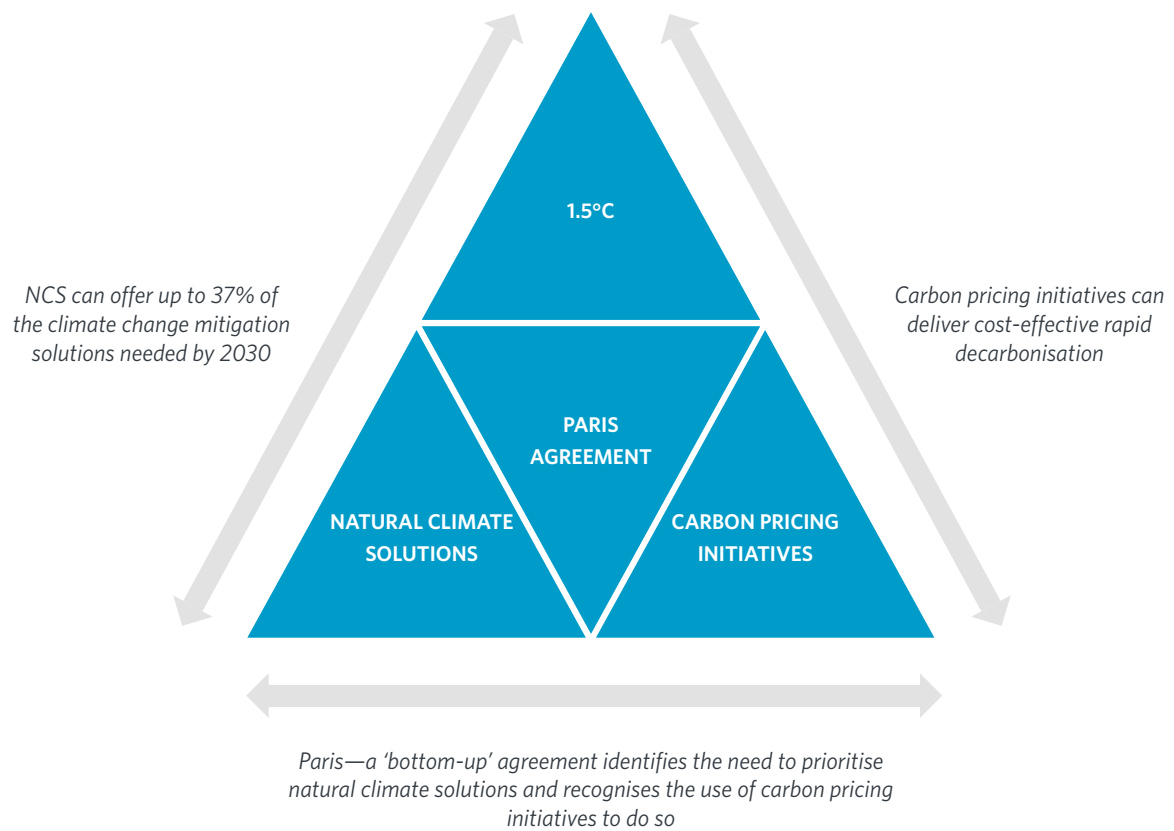 1.5°C
NCS can offer up to 37% of
the climate change mitigation
solutions needed by 2030
Carbon pricing initiatives can
deliver cost-effective rapid
decarbonisation
PARIS
AGREEMENT
NATURAL CLIMATE
SOLUTIONS
CARBON PRICING
INITIATIVES
Paris—a ‘bottom-up’ agreement identifies the need to prioritise
natural climate solutions and recognises the use of carbon pricing
initiatives to do so